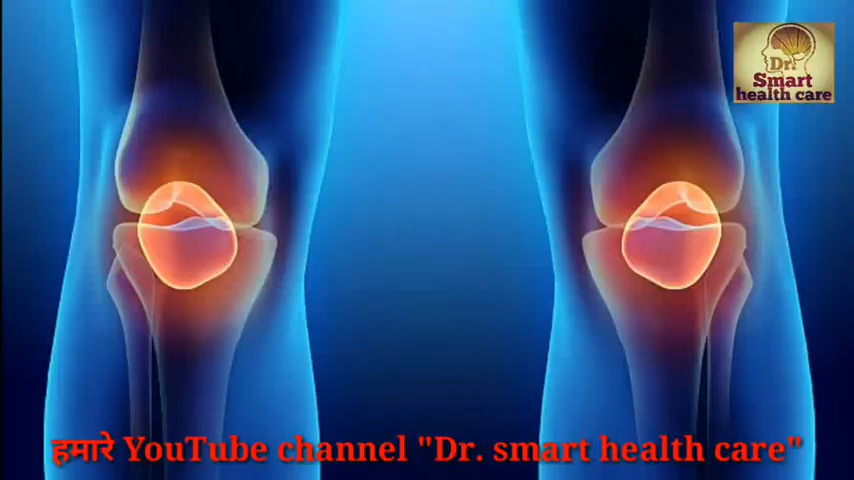 Dr.
Smart
health care
हमारे YouTube channel "Dr. smart health care"